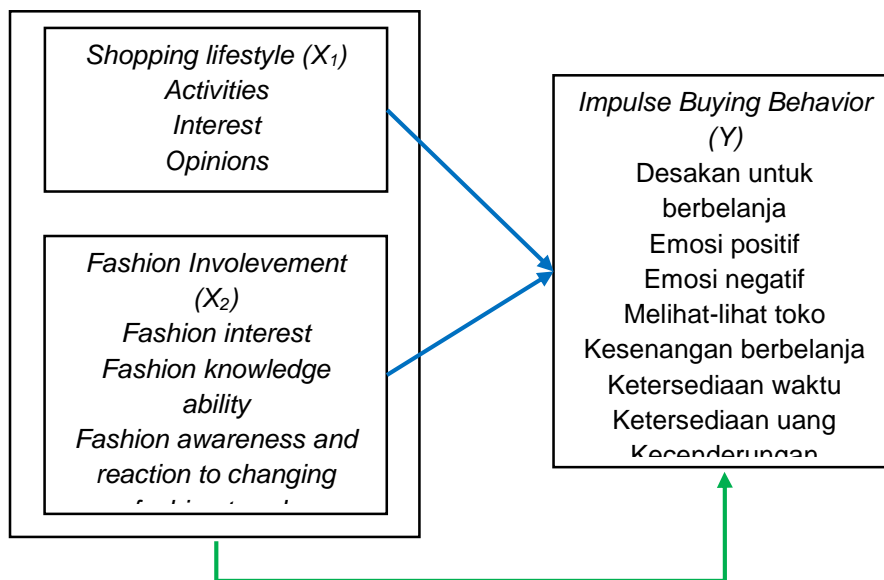 Shopping lifestyle (X₁)
Activities
Interest
Opinions
Fashion Involevement
(X₂)
Fashion interest
Fashion knowledge
ability
Fashion awareness and
reaction to changing
Impulse Buying Behavior
(Y)
Desakan untuk
berbelanja
Emosi positif
Emosi negatif
Melihat-lihat toko
Kesenangan berbelanja
Ketersediaan waktu
Ketersediaan uang
Kecenderungan